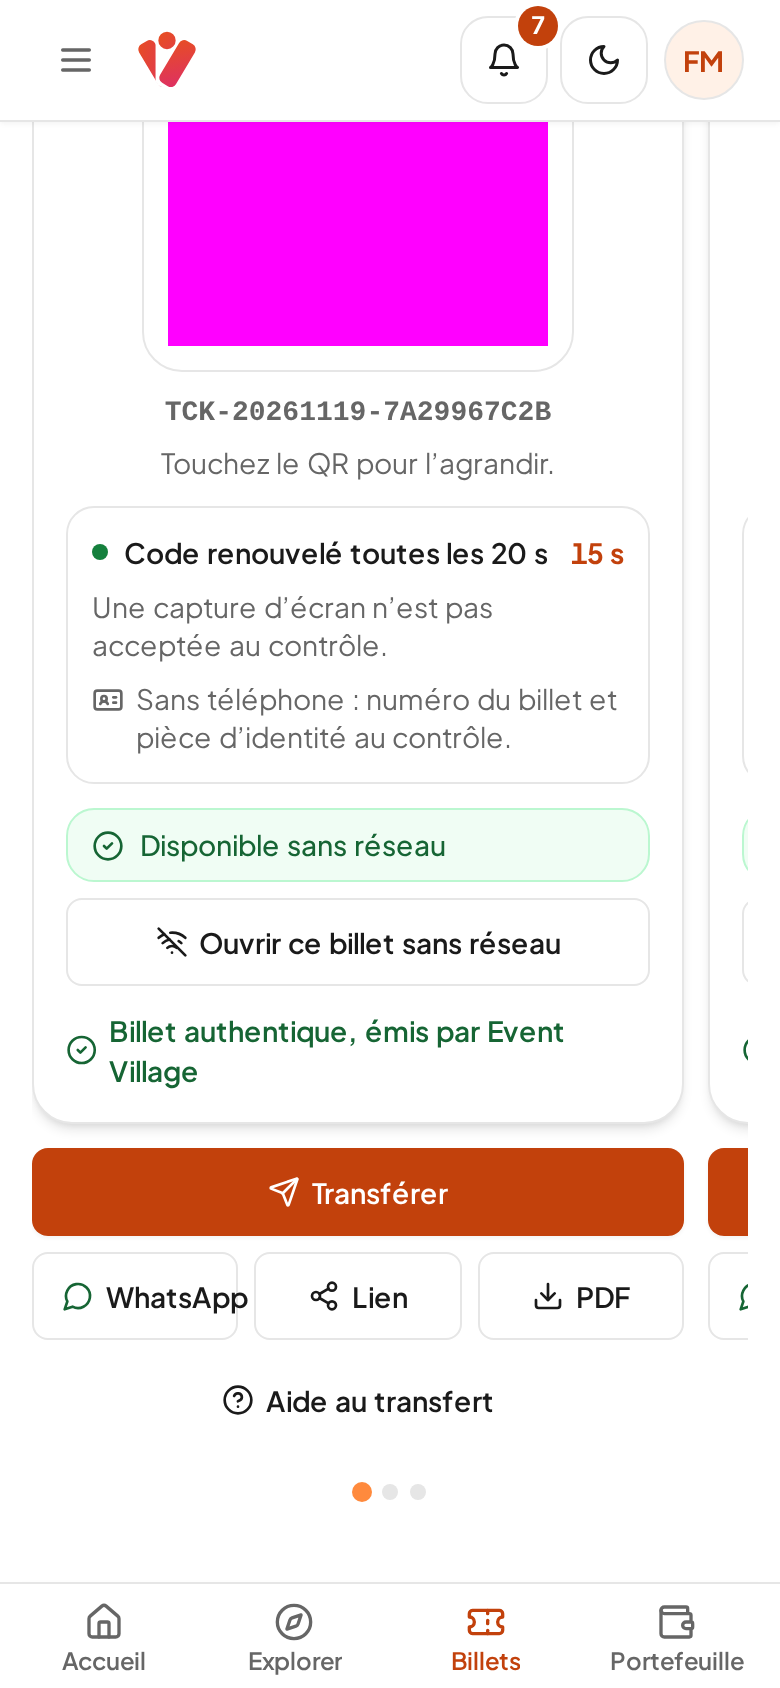 7
FM
TCK-20261119-7A29967C2B
Touchez le QR pour l’agrandir.
Code renouvelé toutes les 20 s 15 s
Une capture d’écran n’est pas
acceptée au contrôle.
Sans téléphone : numéro du billet et
pièce d’identité au contrôle.
Disponible sans réseau
Ouvrir ce billet sans réseau
Billet authentique, émis par Event
Village
Transférer
WhatsApp Lien PDF
Aide au transfert
Accueil Explorer Billets Portefeuille